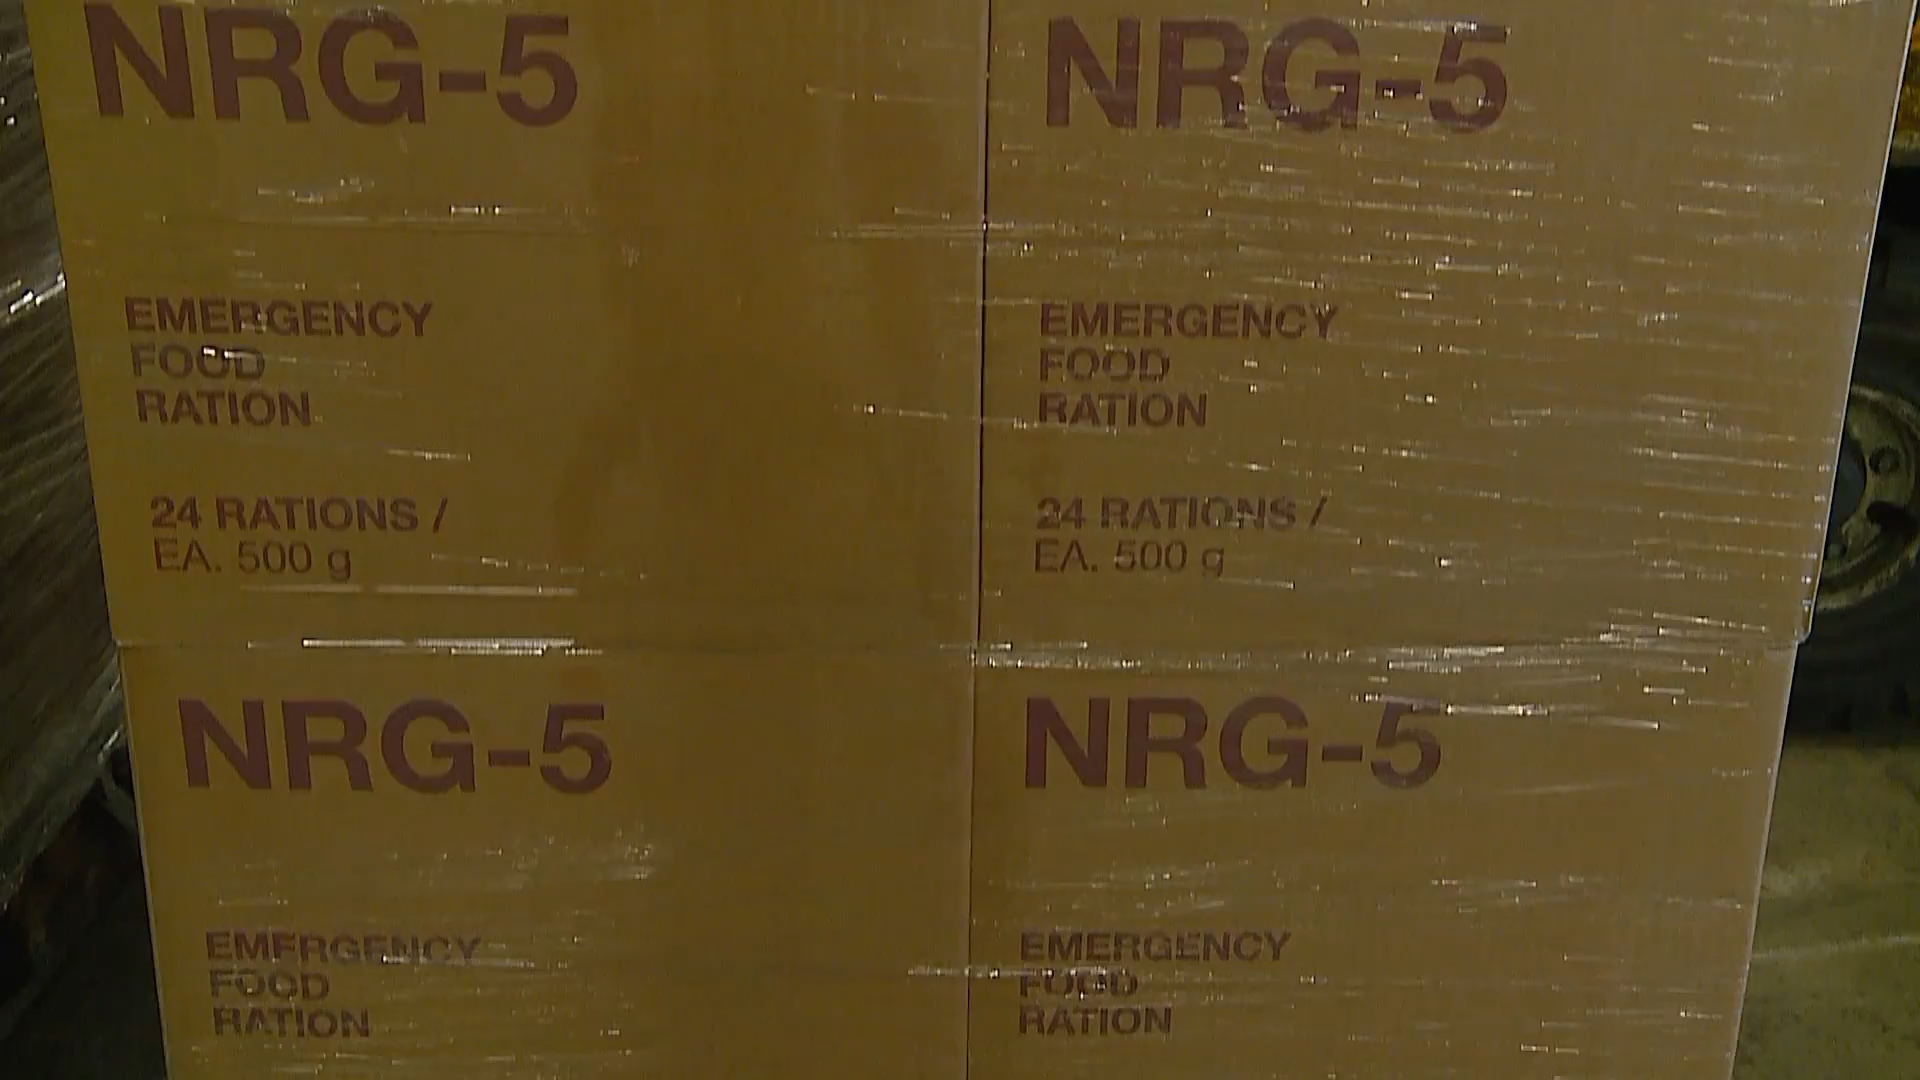 NRG-5
EMERGENCY
FOOD
RATION
24 RATIONS /
EA. 500 g
NRG-5
EMERGENCY
FOOD
RATION
24 RATIONS /
EA. 500 g
NRG-5
EMERGENCY
FOOD
RATION
NRG-5
EMERGENCY
FOOD
RATION